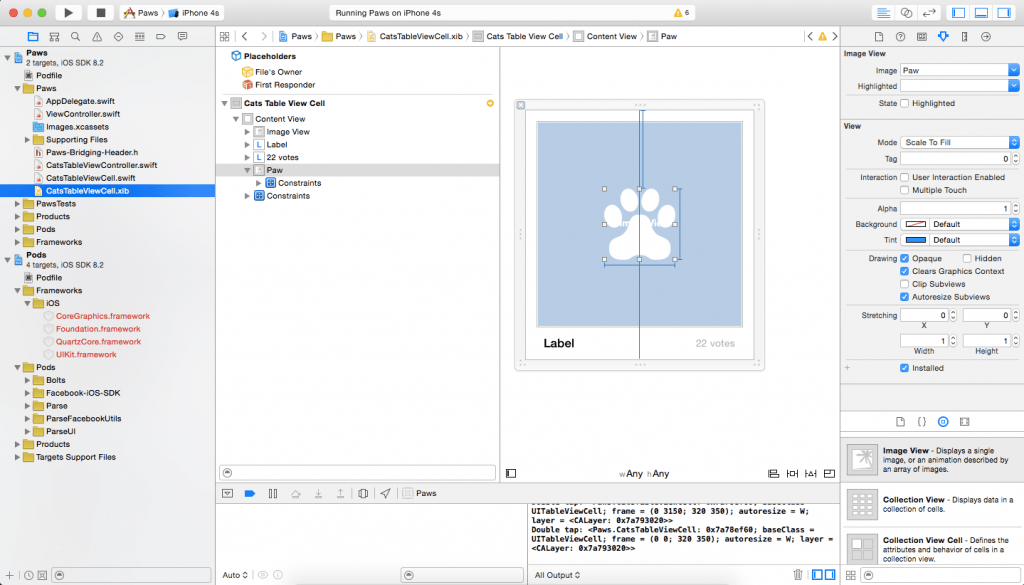 Paws
iPhone 4s
Running Paws on iPhone 4s
6
Paws
Paws
CatsTableViewCell.xib
Cats Table View Cell
Content View
Paw
Paws
2 targets, iOS SDK 8.2
Podfile
Paws
AppDelegate.swift
ViewController.swift
Images.xcassets
Supporting Files
Paws-Bridging-Header.h
CatsTableViewController.swift
CatsTableViewCell.swift
CatsTableViewCell.xib
PawsTests
Products
Pods
Frameworks
Pods
4 targets, iOS SDK 8.2
Podfile
Frameworks
iOS
CoreGraphics.framework
Foundation.framework
QuartzCore.framework
UIKit.framework
Pods
Bolts
Facebook-iOS-SDK
Parse
ParseFacebookUtils
ParseUI
Products
Targets Support Files
Placeholders
File's Owner
First Responder
Cats Table View Cell
Content View
Image View
L Label
L 22 votes
Paw
Constraints
Constraints
Label
22 votes
wAny hAny
Paws
Auto
UITableViewCell; frame = (0 3150; 320 350); autoresize = W;
layer = <CALayer: 0x7a793020>>
Double tap: <Paws.CatsTableViewCell: 0x7a78ef60; baseClass =
UITableViewCell; frame = (0 0; 320 350); autoresize = W; layer =
<CALayer: 0x7a793020>>
All Output
Image View
Image Paw
Highlighted
State Highlighted
View
Mode Scale To Fill
Tag 0
Interaction User Interaction Enabled
Multiple Touch
Alpha 1
Background Default
Tint Default
Drawing Opaque Hidden
Clears Graphics Context
Clip Subviews
Autoresize Subviews
Stretching 0 0
X Y
1 1
Width Height
Installed
Image View - Displays a single
image, or an animation described by
an array of images.
Collection View - Displays data in a
collection of cells.
Collection View Cell - Defines the
attributes and behavior of cells in a
collection view.